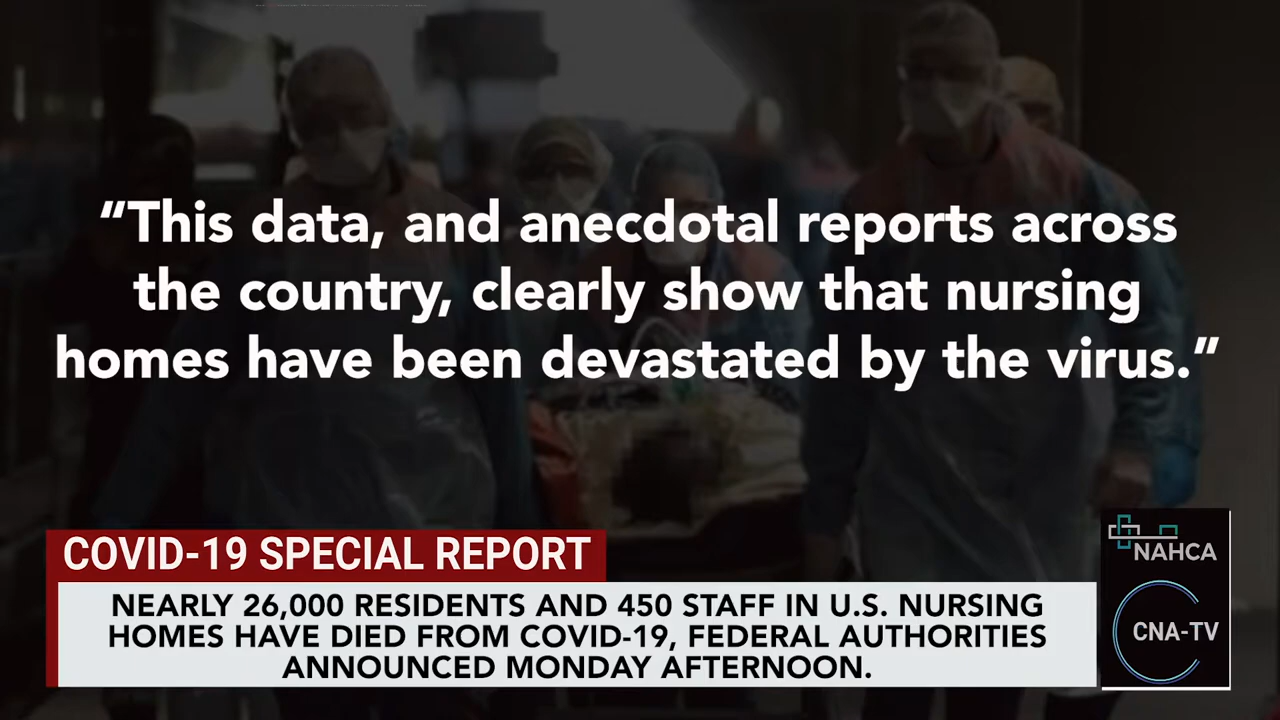 “This data, and anecdotal reports across
the country, clearly show that nursing
homes have been devastated by the virus.”
COVID-19 SPECIAL REPORT
NEARLY 26,000 RESIDENTS AND 450 STAFF IN U.S. NURSING
HOMES HAVE DIED FROM COVID-19, FEDERAL AUTHORITIES
ANNOUNCED MONDAY AFTERNOON.
NAHCA
CNA-TV